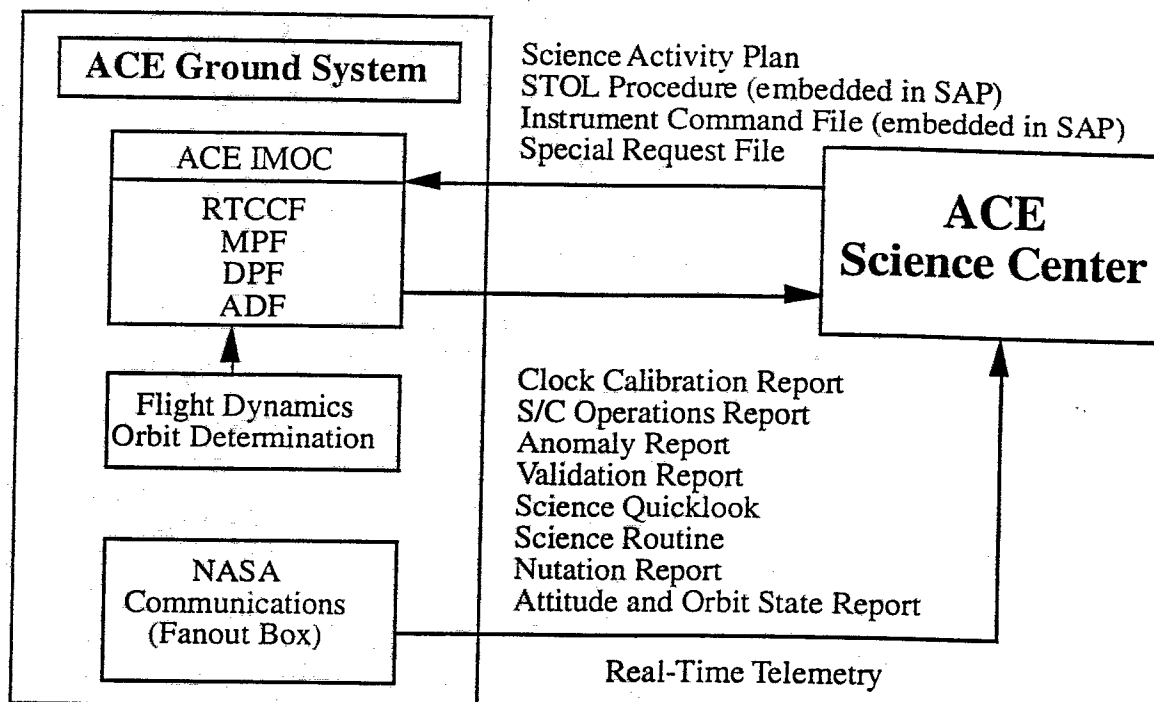 ACE Ground System
ACE IMOC
RTCCF
MPF
DPF
ADF
Flight Dynamics
Orbit Determination
NASA
Communications
(Fanout Box)
Science Activity Plan
STOL Procedure (embedded in SAP)
Instrument Command File (embedded in SAP)
Special Request File
ACE
Science Center
Clock Calibration Report
S/C Operations Report
Anomaly Report
Validation Report
Science Quicklook
Science Routine
Nutation Report
Attitude and Orbit State Report
Real-Time Telemetry